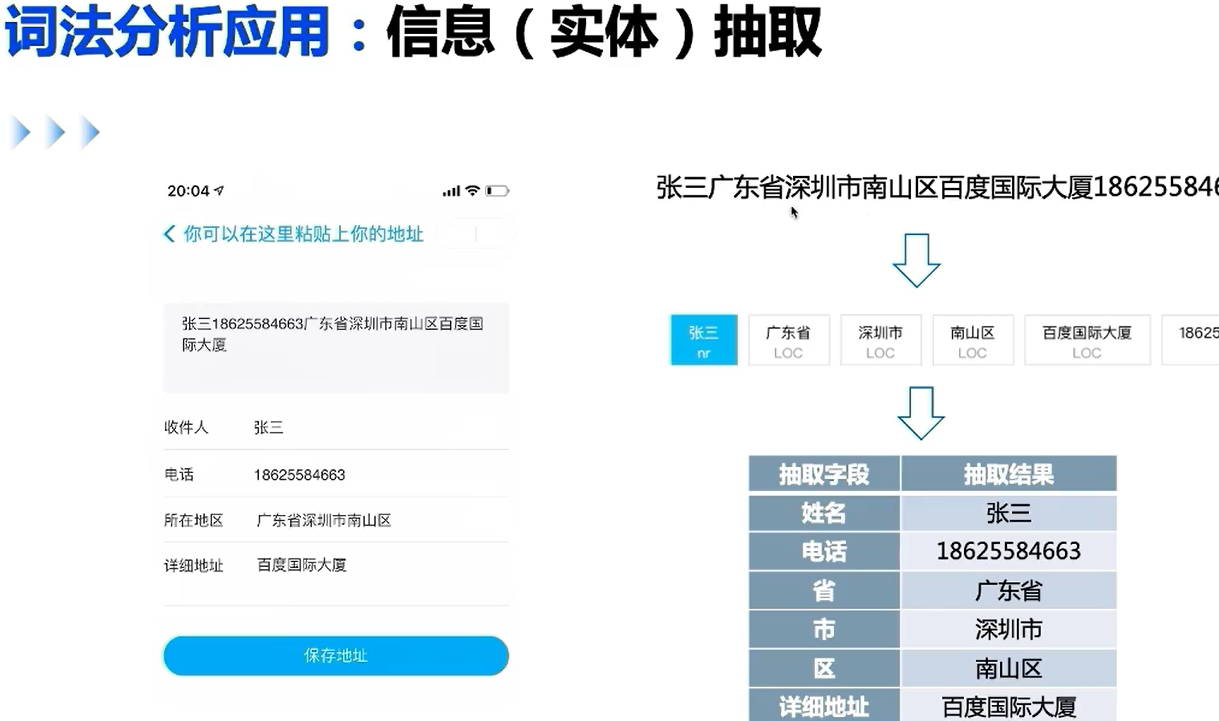 词法分析应用：信息（实体）抽取
20:04
你可以在这里粘贴上你的地址
张三18625584663广东省深圳市南山区百度国
际大厦
收件人 张三
电话 18625584663
所在地区 广东省深圳市南山区
详细地址 百度国际大厦
保存地址
张三广东省深圳市南山区百度国际大厦186255846
张三 广东省 深圳市 南山区 百度国际大厦 18625
nr LOC LOC LOC LOC
抽取字段 抽取结果
姓名 张三
电话 18625584663
省 广东省
市 深圳市
区 南山区
详细地址 百度国际大厦